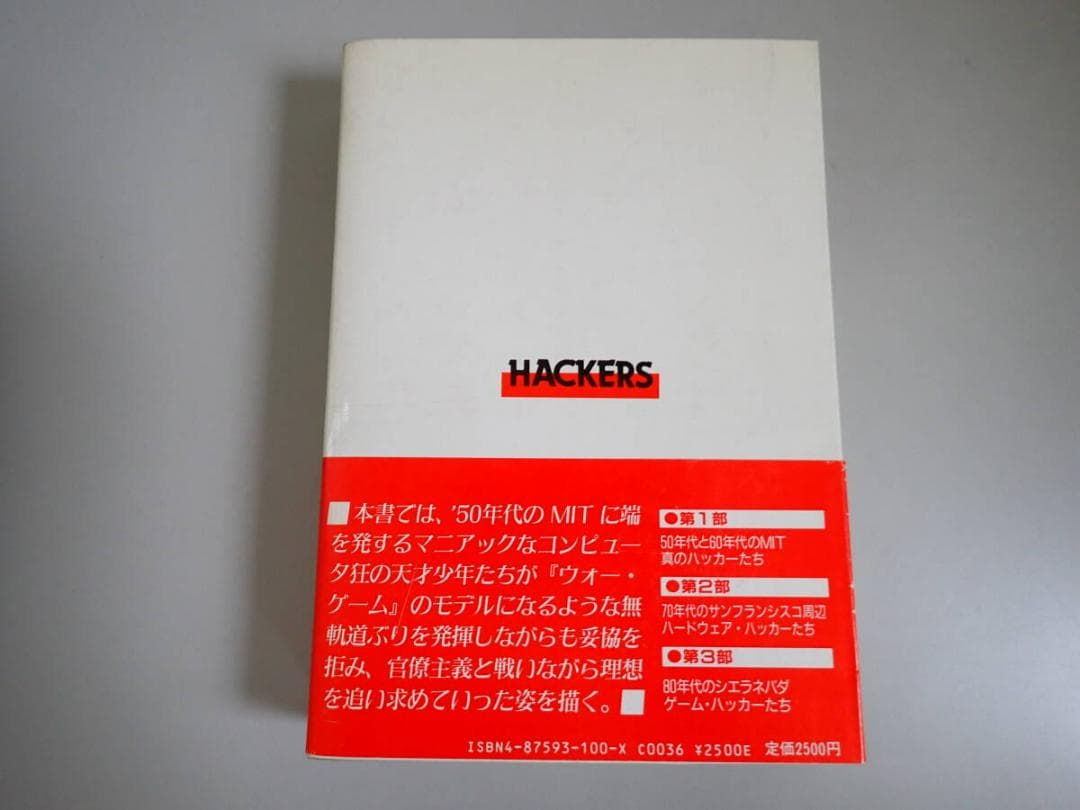 HACKERS
■本書では、'50年代のMITに端
を発するマニアックなコンピュー
タ狂の天才少年たちが『ウォー・
ゲーム』のモデルになるような無
軌道ぶりを発揮しながらも妥協を
拒み、官僚主義と戦いながら理想
を追い求めていった姿を描く。■
●第1部
50年代と60年代のMIT
真のハッカーたち
●第2部
70年代のサンフランシスコ周辺
ハードウェア・ハッカーたち
●第3部
80年代のシエラネバダ
ゲーム・ハッカーたち
ISBN4-87593-100-X C0036 ¥2500E 定価2500円